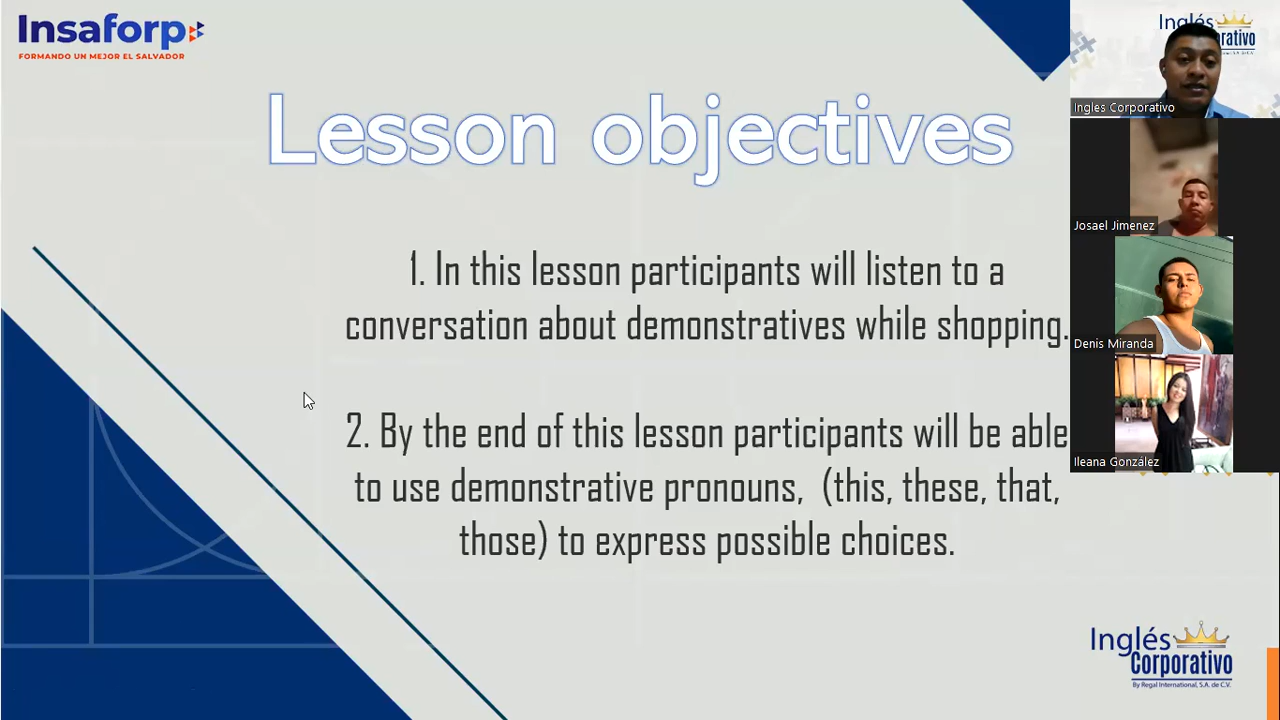 Insaforp
FORMANDO UN MEJOR EL SALVADOR
Lesson objectives
1. In this lesson participants will listen to a
conversation about demonstratives while shopping.
2. By the end of this lesson participants will be able
to use demonstrative pronouns, (this, these, that,
those) to express possible choices.
Inglés
Ingles Corporativo
Josael Jimenez
Denis Miranda
Ileana González
Inglés
Corporativo
By Regal International, S.A. de C.V.